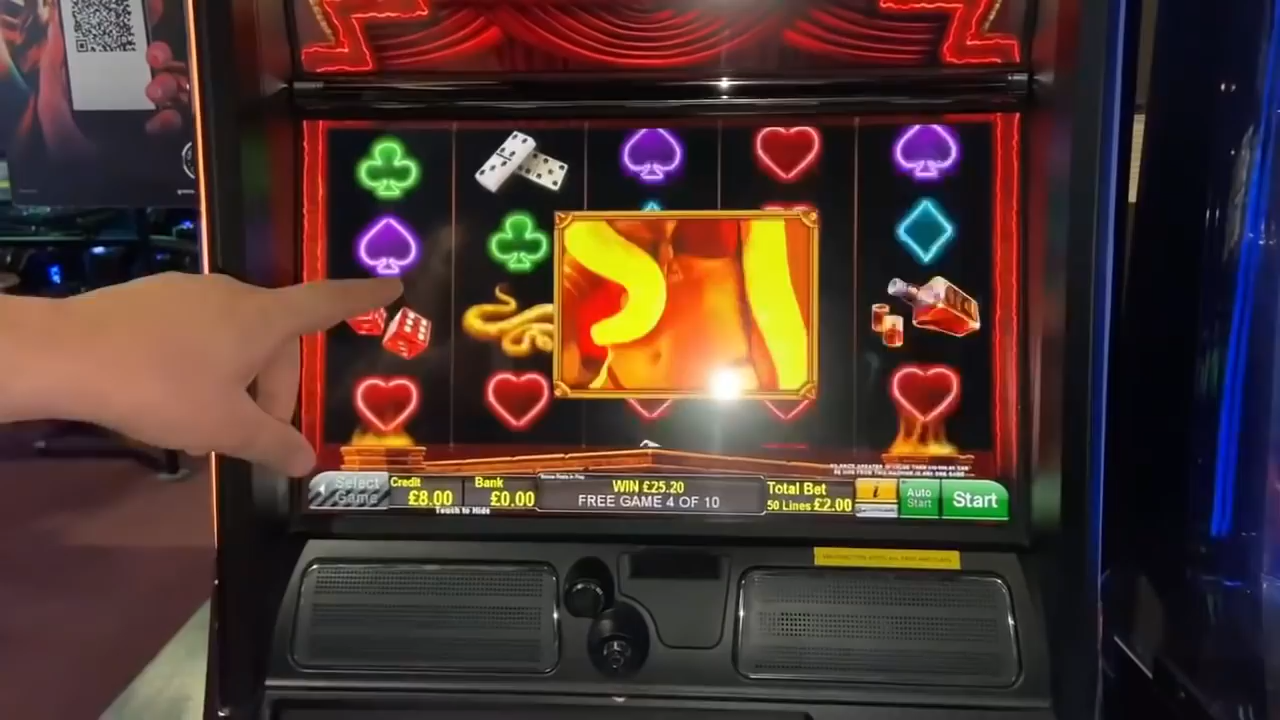 Select
Game
Credit
£8.00
Bank
£0.00
Touch to Hide
WIN £25.20
FREE GAME 4 OF 10
Total Bet
50 Lines £2.00
i
Auto
Start
Start